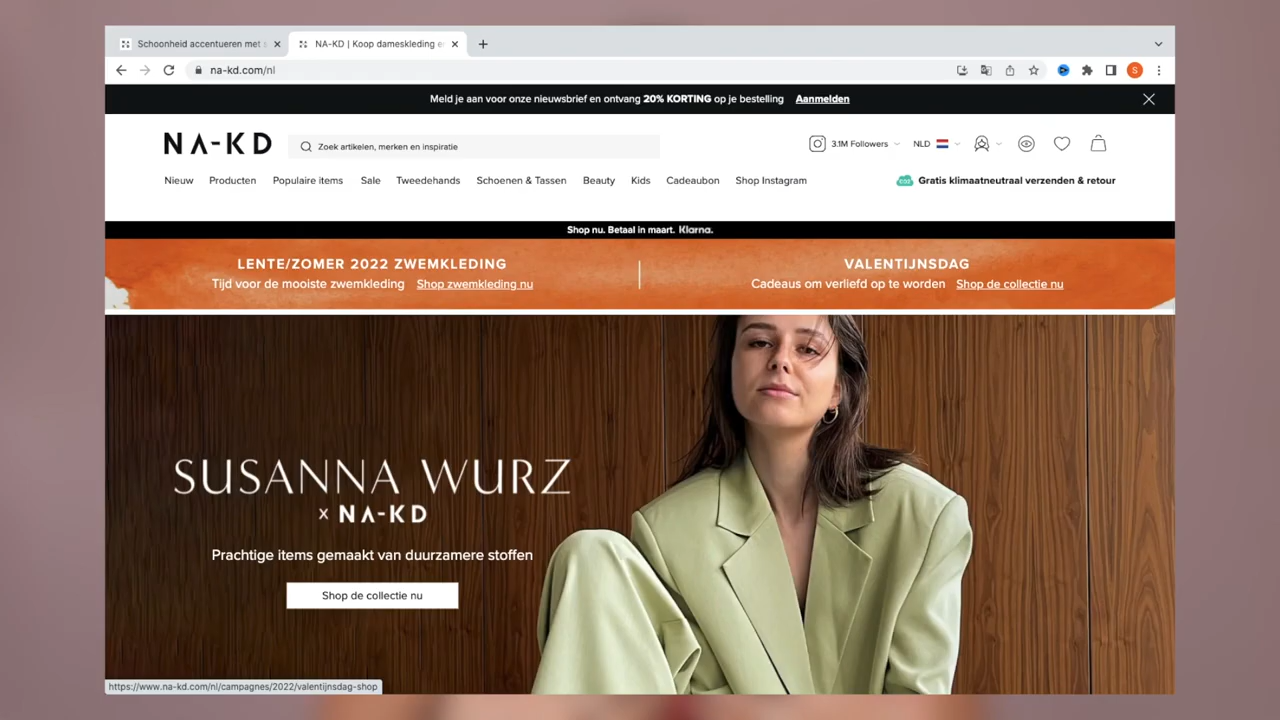 Schoonheid accentueren met s
NA-KD | Koop dameskleding en
na-kd.com/nl
S
Meld je aan voor onze nieuwsbrief en ontvang 20% KORTING op je bestelling Aanmelden
NA-KD
Zoek artikelen, merken en inspiratie
3.1M Followers
NLD
Nieuw Producten Populaire items Sale Tweedehands Schoenen & Tassen Beauty Kids Cadeaubon Shop Instagram
Gratis klimaatneutraal verzenden & retour
Shop nu. Betaal in maart. Klarna.
LENTE/ZOMER 2022 ZWEMKLEDING
Tijd voor de mooiste zwemkleding Shop zwemkleding nu
VALENTIJNSDAG
Cadeaus om verliefd op te worden Shop de collectie nu
SUSANNA WURZ
x NA-KD
Prachtige items gemaakt van duurzamere stoffen
Shop de collectie nu
https://www.na-kd.com/nl/campagnes/2022/valentijnsdag-shop